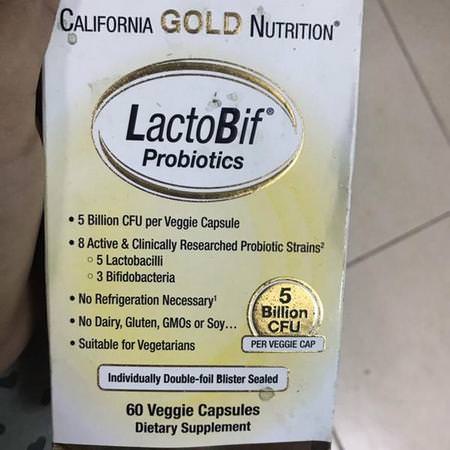 CALIFORNIA GOLD NUTRITION®
LactoBif®
Probiotics
• 5 Billion CFU per Veggie Capsule
• 8 Active & Clinically Researched Probiotic Strains²
○ 5 Lactobacilli
○ 3 Bifidobacteria
• No Refrigeration Necessary¹
• No Dairy, Gluten, GMOs or Soy...
• Suitable for Vegetarians
5
Billion
CFU
PER VEGGIE CAP
Individually Double-foil Blister Sealed
60 Veggie Capsules
Dietary Supplement